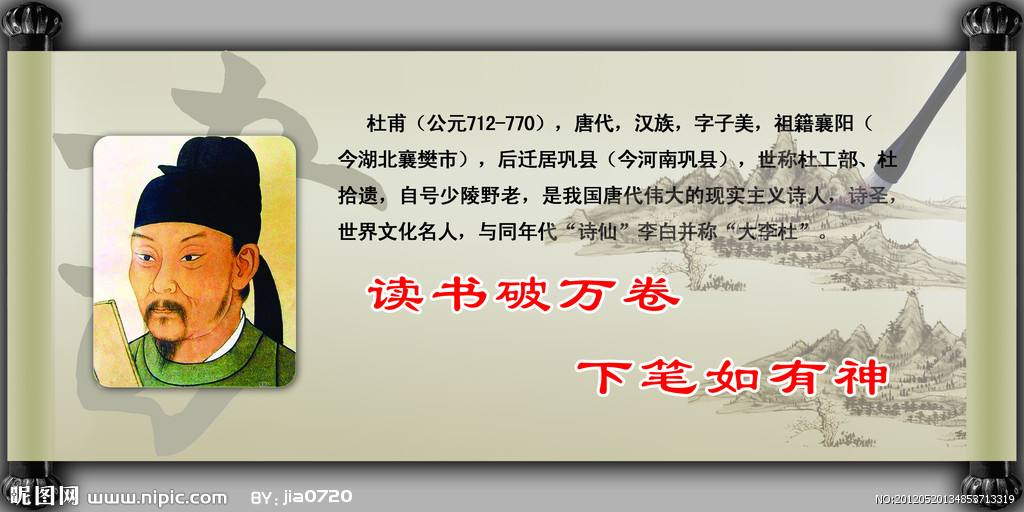 杜甫（公元712-770），唐代，汉族，字子美，祖籍襄阳（
今湖北襄樊市），后迁居巩县（今河南巩县），世称杜工部、杜
拾遗，自号少陵野老，是我国唐代伟大的现实主义诗人，诗圣，
世界文化名人，与同年代“诗仙”李白并称“大李杜”。
读书破万卷
下笔如有神
昵图网 www.nipic.com BY: jia0720
NO:20120520134853713319